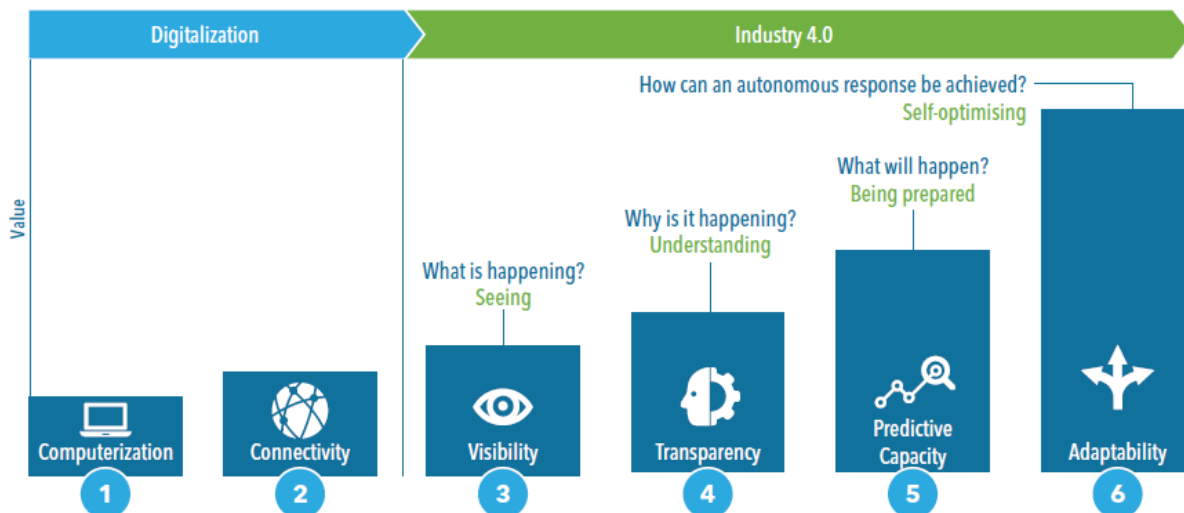 Digitalization
Industry 4.0
How can an autonomous response be achieved?
Self-optimising
What will happen?
Being prepared
Why is it happening?
Understanding
What is happening?
Seeing
Value
Computerization
Connectivity
Visibility
Transparency
Predictive
Capacity
Adaptability
1
2
3
4
5
6